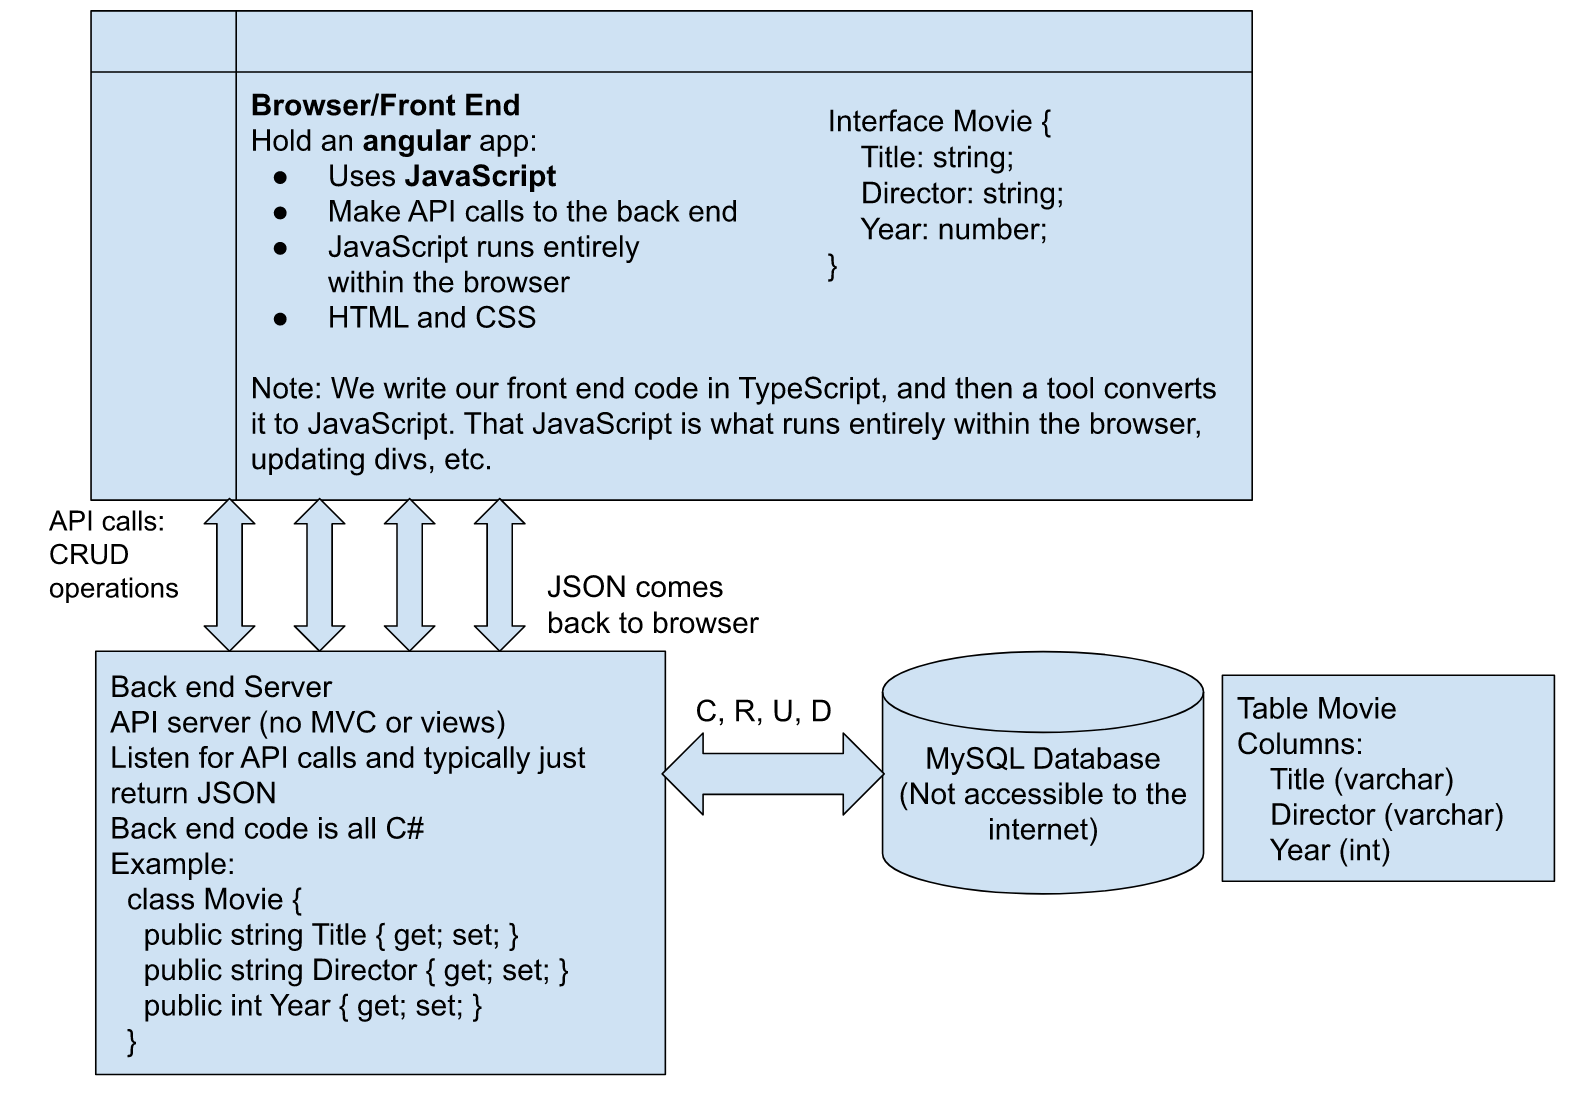 Browser/Front End
Hold an angular app:
● Uses JavaScript
● Make API calls to the back end
● JavaScript runs entirely
within the browser
● HTML and CSS
Note: We write our front end code in TypeScript, and then a tool converts
it to JavaScript. That JavaScript is what runs entirely within the browser,
updating divs, etc.
Interface Movie {
Title: string;
Director: string;
Year: number;
}
API calls:
CRUD
operations
JSON comes
back to browser
Back end Server
API server (no MVC or views)
Listen for API calls and typically just
return JSON
Back end code is all C#
Example:
class Movie {
public string Title { get; set; }
public string Director { get; set; }
public int Year { get; set; }
}
C, R, U, D
MySQL Database
(Not accessible to the
internet)
Table Movie
Columns:
Title (varchar)
Director (varchar)
Year (int)